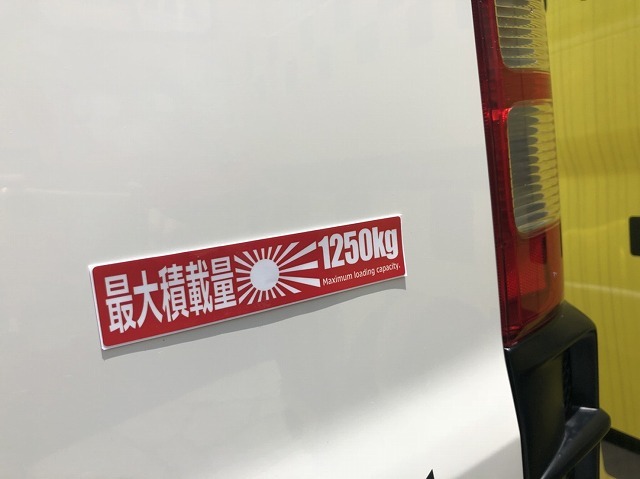 最大積載量
1250kg
Maximum loading capacity.